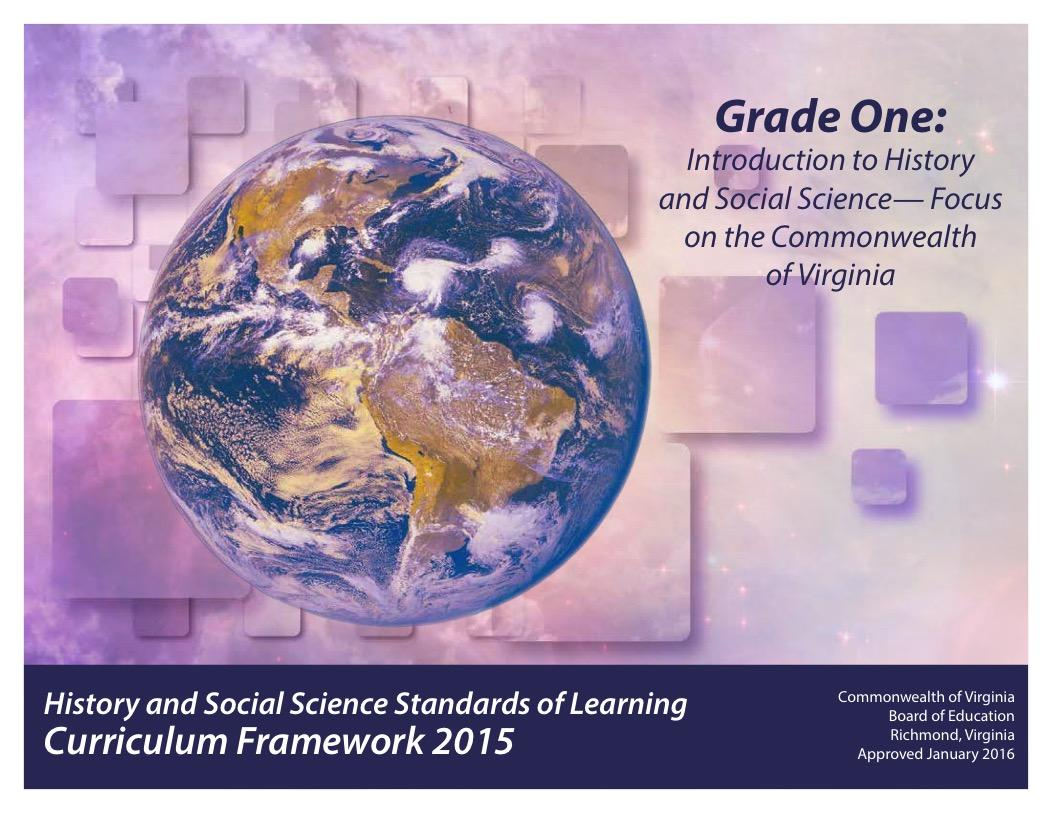 Grade One:
Introduction to History
and Social Science— Focus
on the Commonwealth
of Virginia
History and Social Science Standards of Learning
Curriculum Framework 2015
Commonwealth of Virginia
Board of Education
Richmond, Virginia
Approved January 2016